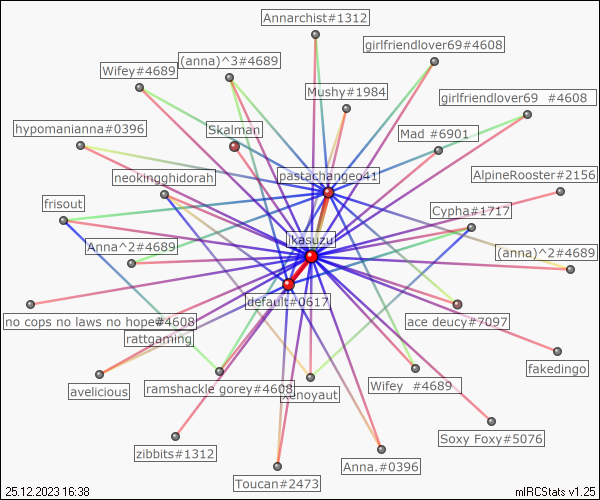 Annarchist#1312
girlfriendlover69#4608
(anna)^3#4689
Wifey#4689
Mushy#1984
girlfriendlover69 #4608
hypomanianna#0396
Skalman
Mad #6901
pastachangeo41
AlpineRooster#2156
neokingghidorah
frisout
Cypha#1717
Anna^2#4689
ikasuzu
(anna)^2#4689
default#0617
no cops no laws no hope#4608
ace deucy#7097
rattgaming
fakedingo
avelicious
ramshackle gorey#4608
xenoyaut
Wifey #4689
Soxy Foxy#5076
zibbits#1312
Anna.#0396
Toucan#2473
25.12.2023 16:38
mIRCStats v1.25